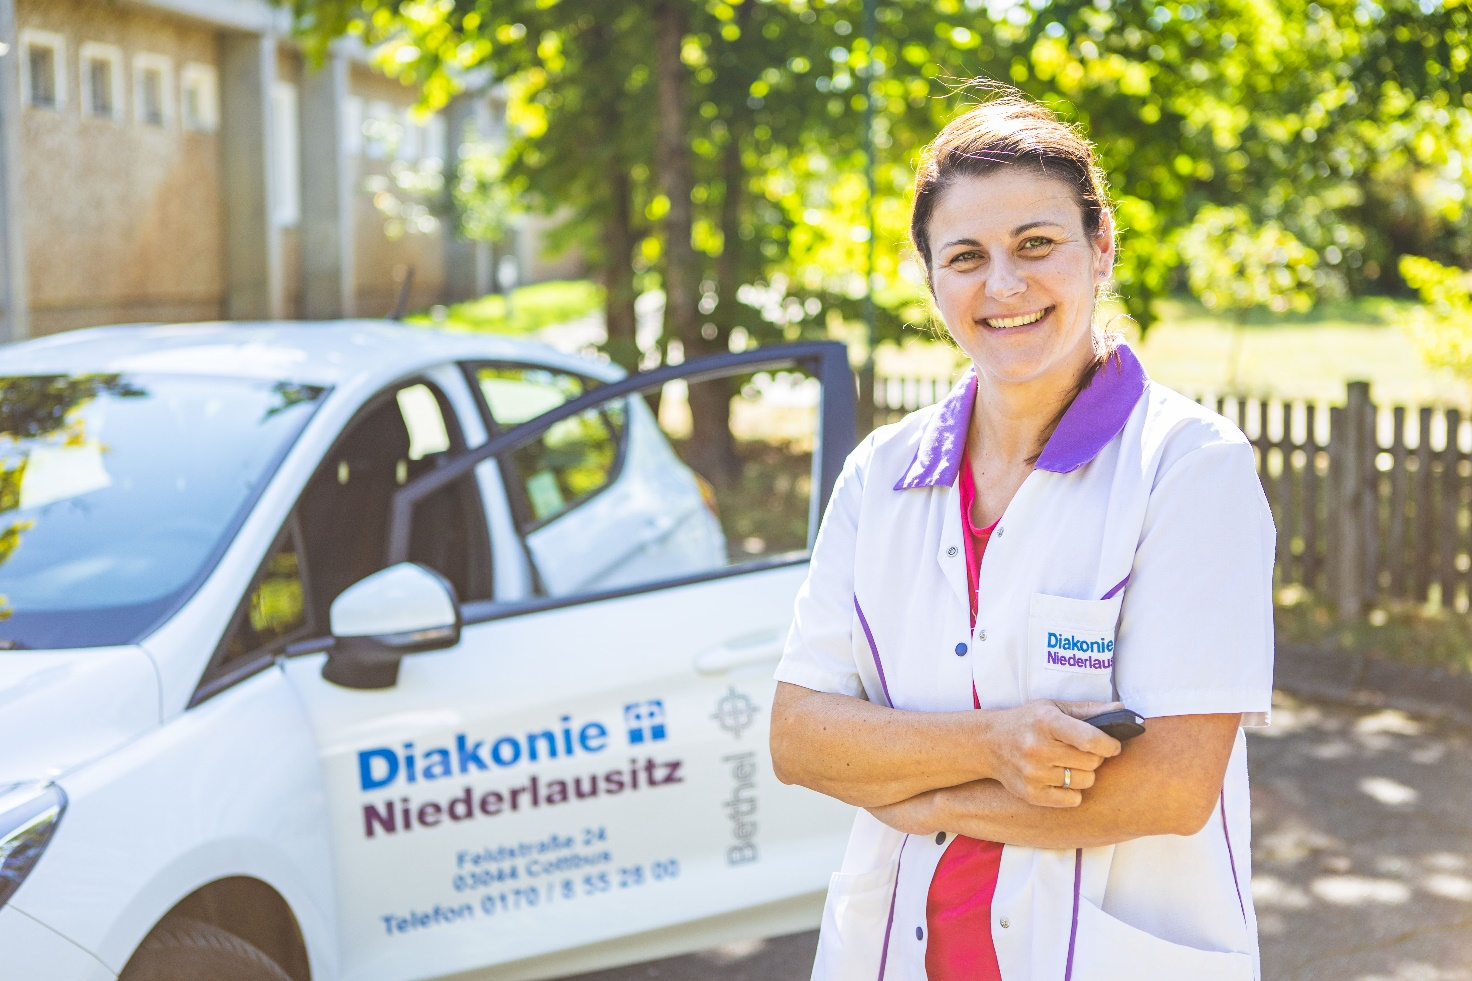 Diakonie
Niederlausitz
Feldstraße 24
03044 Cottbus
Telefon 0170 / 8 55 28 00
Bethel
Diakonie
Niederlaus